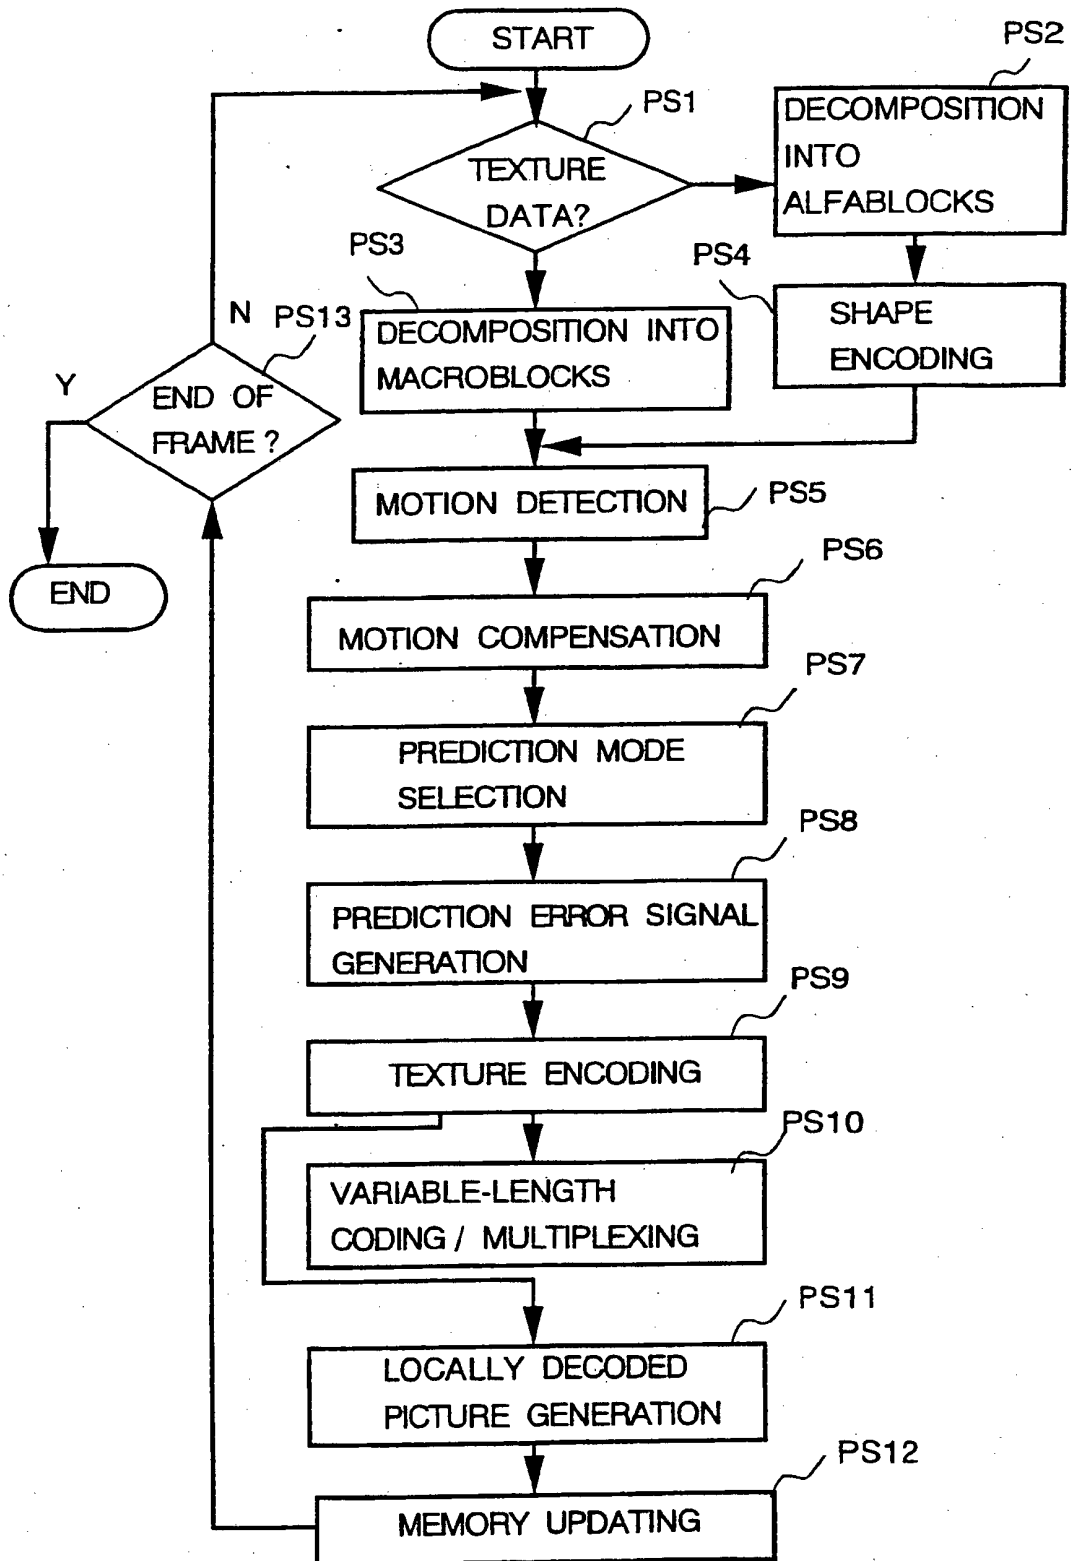 START
PS2
PS1
DECOMPOSITION
INTO
ALFABLOCKS
TEXTURE
DATA?
PS3
PS4
N
PS13
DECOMPOSITION INTO
MACROBLOCKS
SHAPE
ENCODING
Y
END OF
FRAME?
PS5
MOTION DETECTION
END
PS6
MOTION COMPENSATION
PS7
PREDICTION MODE
SELECTION
PS8
PREDICTION ERROR SIGNAL
GENERATION
PS9
TEXTURE ENCODING
PS10
VARIABLE-LENGTH
CODING / MULTIPLEXING
PS11
LOCALLY DECODED
PICTURE GENERATION
PS12
MEMORY UPDATING